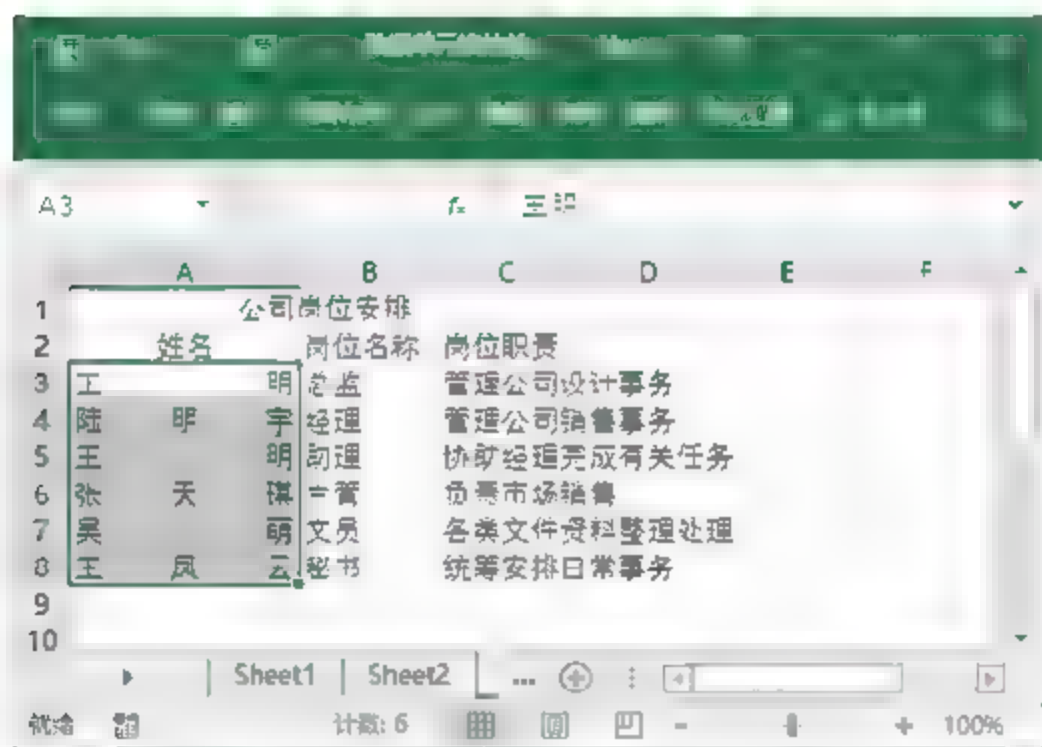 A3 fx 王明
A B C D E F
1 公司岗位安排
2 姓名 岗位名称 岗位职责
3 王明 总监 管理公司设计事务
4 陆明宇 经理 管理公司销售事务
5 王明 助理 协助经理完成有关任务
6 张天琪 主管 负责市场销售
7 吴萌 文员 各类文件资料整理处理
8 王凤云 秘书 统筹安排日常事务
9
10
Sheet1 Sheet2 ...
就绪 计数: 6 100%